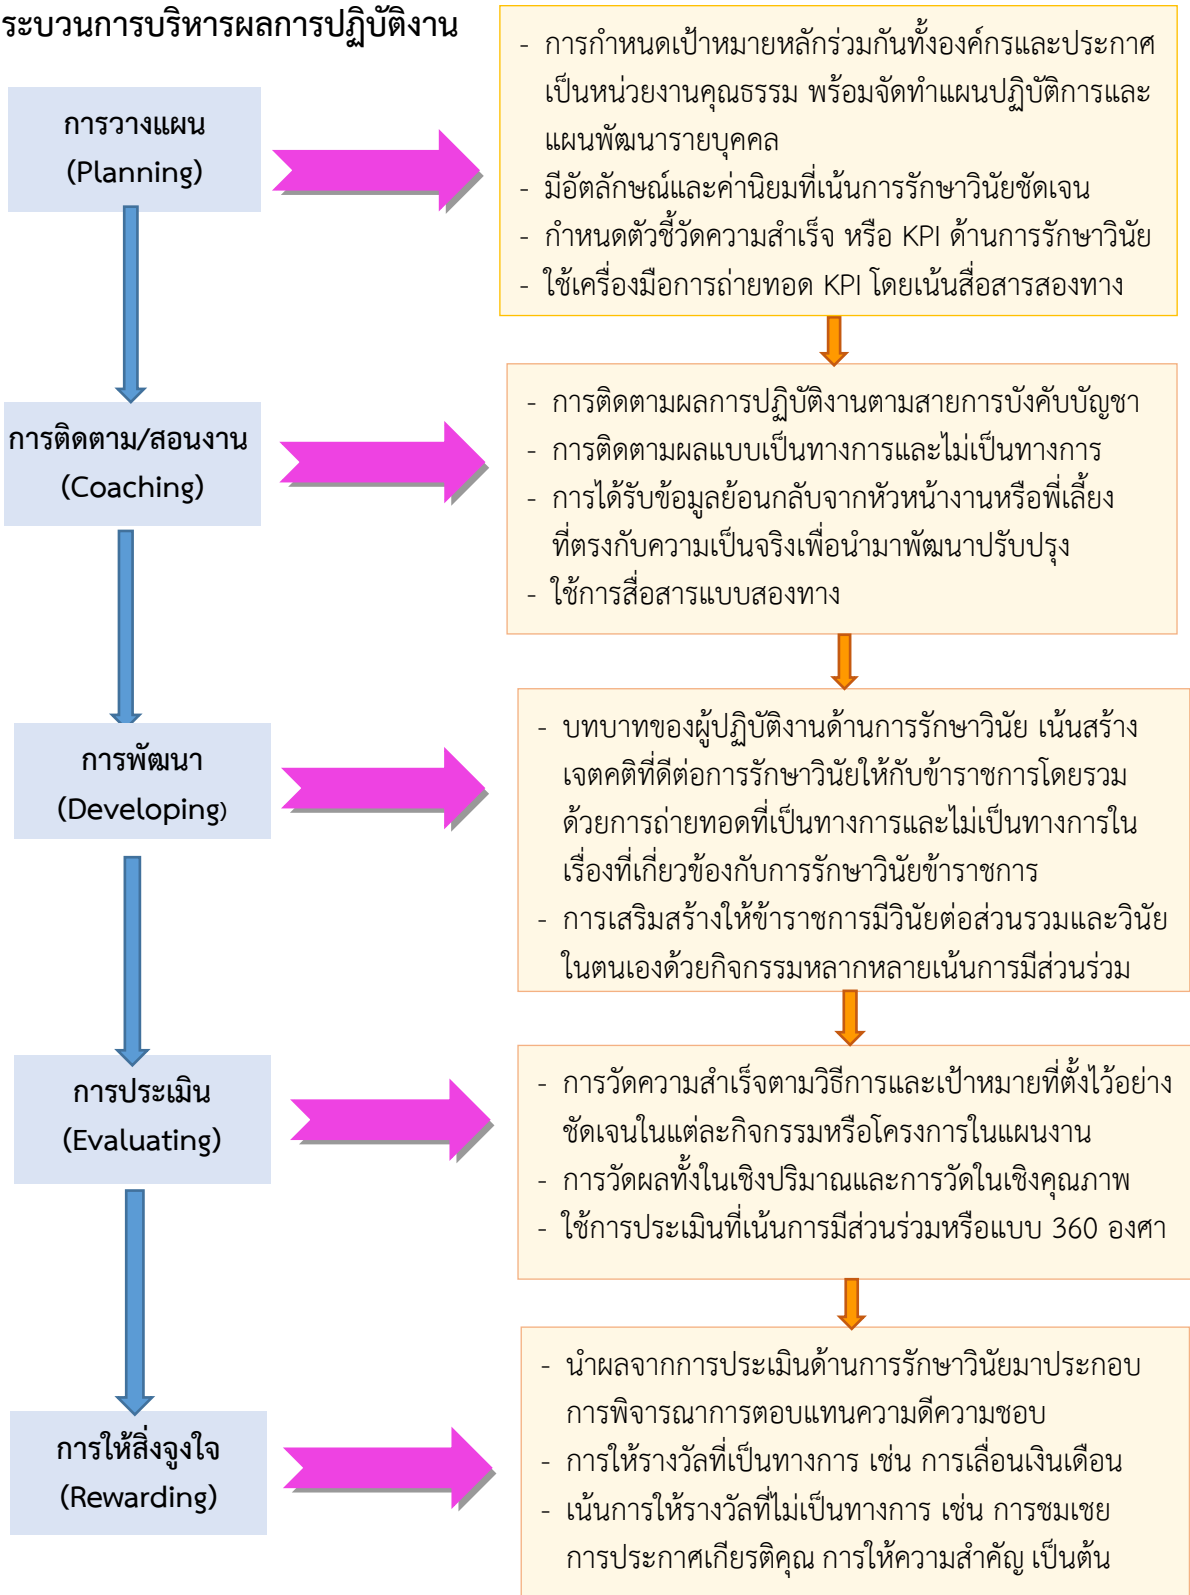 ระบวนการบริหารผลการปฏิบัติงาน
การวางแผน
(Planning)
- การกำหนดเป้าหมายหลักร่วมกันทั้งองค์กรและประกาศ
เป็นหน่วยงานคุณธรรม พร้อมจัดทำแผนปฏิบัติการและ
แผนพัฒนารายบุคคล
- มีอัตลักษณ์และค่านิยมที่เน้นการรักษาวินัยชัดเจน
- กำหนดตัวชี้วัดความสำเร็จ หรือ KPI ด้านการรักษาวินัย
- ใช้เครื่องมือการถ่ายทอด KPI โดยเน้นสื่อสารสองทาง
การติดตาม/สอนงาน
(Coaching)
- การติดตามผลการปฏิบัติงานตามสายการบังคับบัญชา
- การติดตามผลแบบเป็นทางการและไม่เป็นทางการ
- การได้รับข้อมูลย้อนกลับจากหัวหน้างานหรือพี่เลี้ยง
ที่ตรงกับความเป็นจริงเพื่อนำมาพัฒนาปรับปรุง
- ใช้การสื่อสารแบบสองทาง
การพัฒนา
(Developing)
- บทบาทของผู้ปฏิบัติงานด้านการรักษาวินัย เน้นสร้าง
เจตคติที่ดีต่อการรักษาวินัยให้กับข้าราชการโดยรวม
ด้วยการถ่ายทอดที่เป็นทางการและไม่เป็นทางการใน
เรื่องที่เกี่ยวข้องกับการรักษาวินัยข้าราชการ
- การเสริมสร้างให้ข้าราชการมีวินัยต่อส่วนรวมและวินัย
ในตนเองด้วยกิจกรรมหลากหลายเน้นการมีส่วนร่วม
การประเมิน
(Evaluating)
- การวัดความสำเร็จตามวิธีการและเป้าหมายที่ตั้งไว้อย่าง
ชัดเจนในแต่ละกิจกรรมหรือโครงการในแผนงาน
- การวัดผลทั้งในเชิงปริมาณและการวัดในเชิงคุณภาพ
- ใช้การประเมินที่เน้นการมีส่วนร่วมหรือแบบ 360 องศา
การให้สิ่งจูงใจ
(Rewarding)
- นำผลจากการประเมินด้านการรักษาวินัยมาประกอบ
การพิจารณาการตอบแทนความดีความชอบ
- การให้รางวัลที่เป็นทางการ เช่น การเลื่อนเงินเดือน
- เน้นการให้รางวัลที่ไม่เป็นทางการ เช่น การชมเชย
การประกาศเกียรติคุณ การให้ความสำคัญ เป็นต้น